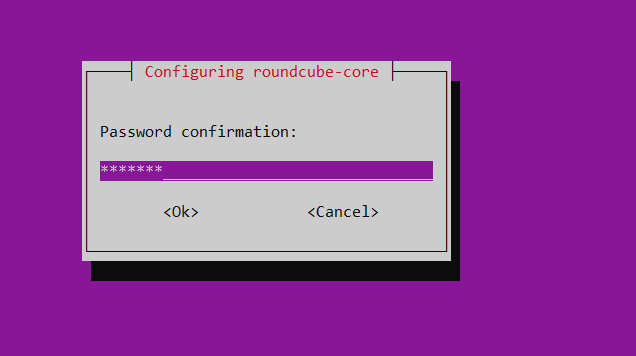 Configuring roundcube-core
Password confirmation:
*******
<Ok> <Cancel>